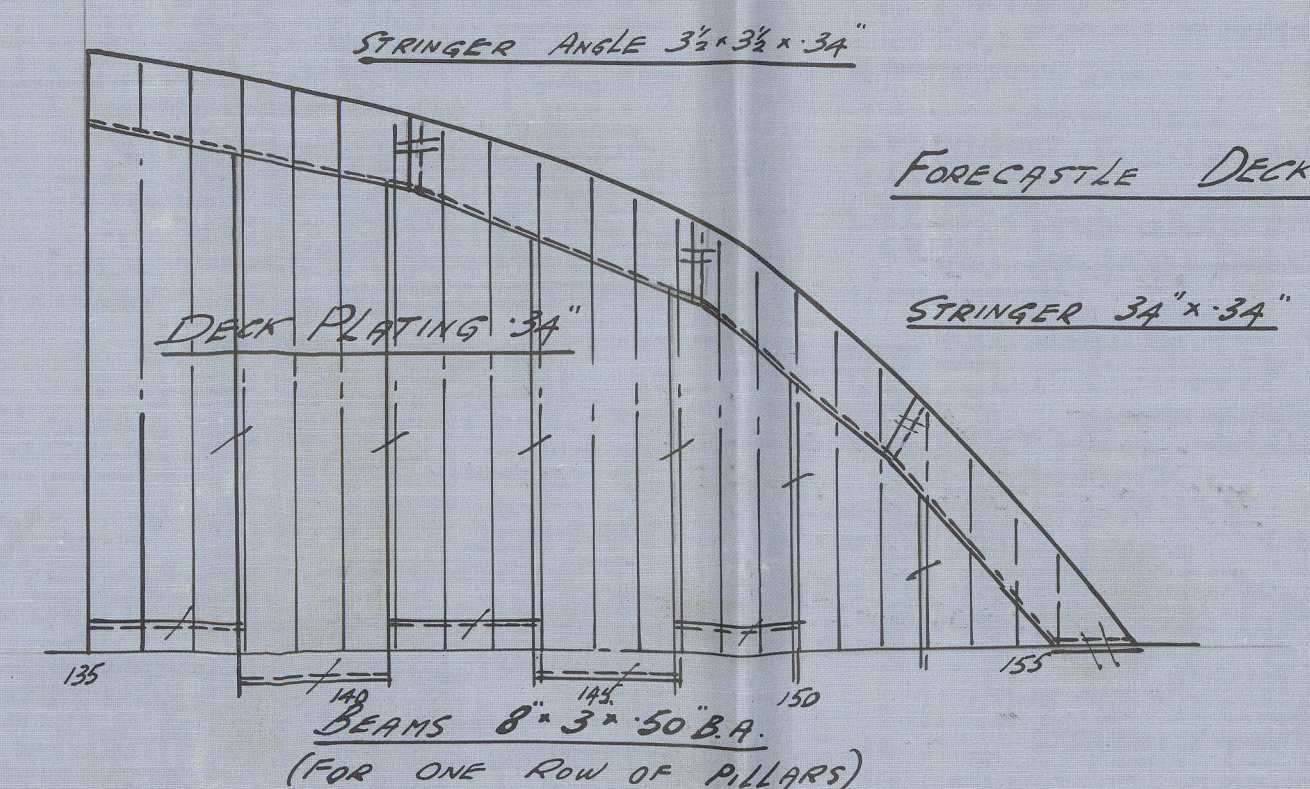 STRINGER ANGLE 3½ x 3½ x ·34"
FORECASTLE DECK
STRINGER 34" x ·34"
DECK PLATING ·34"
135
140
145
150
155
BEAMS 8" x 3" x ·50" B.A.
(FOR ONE ROW OF PILLARS)